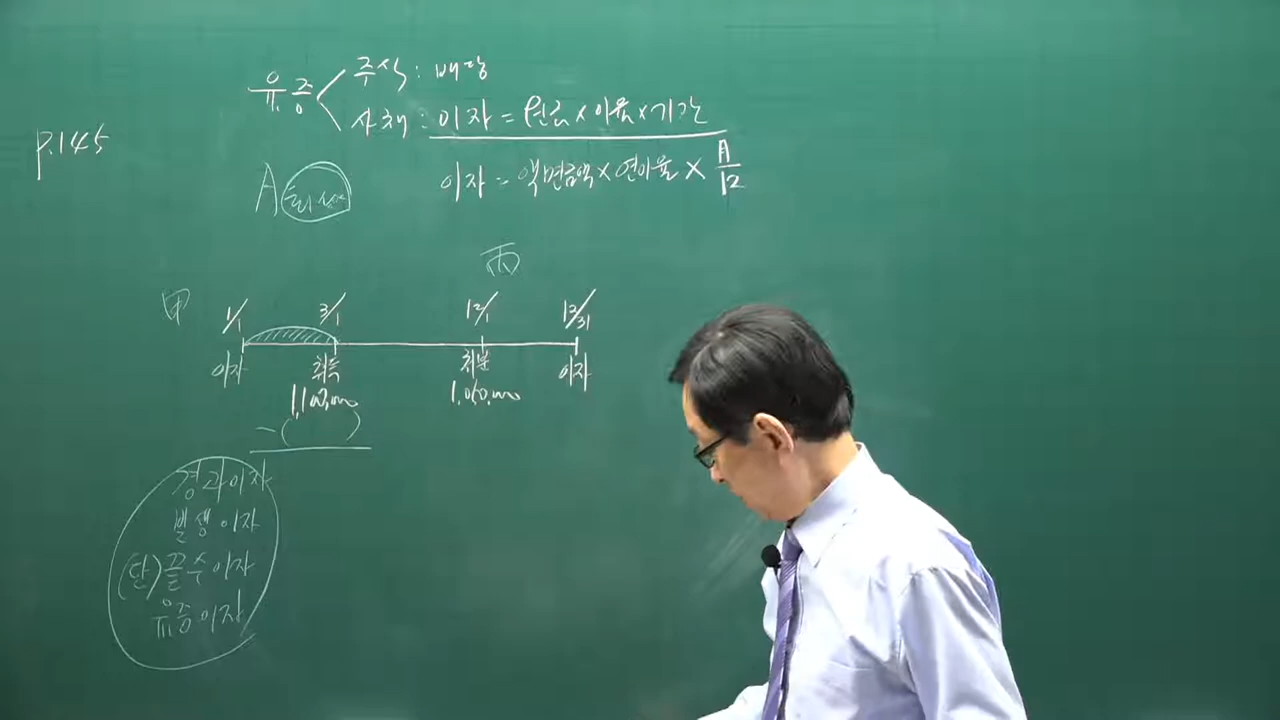 P.145
유증 < 주식 : 배당
사채 : 이자 = 원금 × 이율 × 기간
이자 = 액면금액 × 연이율 × 月/12
A
甲
丙
1/1 3/1 12/1 12/31
이자 취득 처분 이자
1,100,000 1,050,000
- ( )
경과이자
발생이자
(단)끝수이자
유증이자